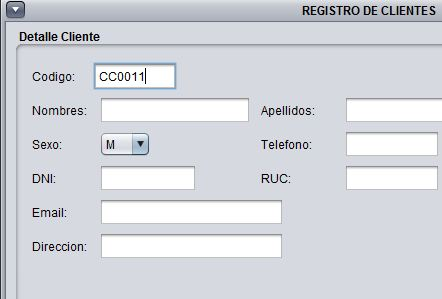 REGISTRO DE CLIENTES
Detalle Cliente
Codigo: CC0011
Nombres: Apellidos:
Sexo: M Telefono:
DNI: RUC:
Email:
Direccion: